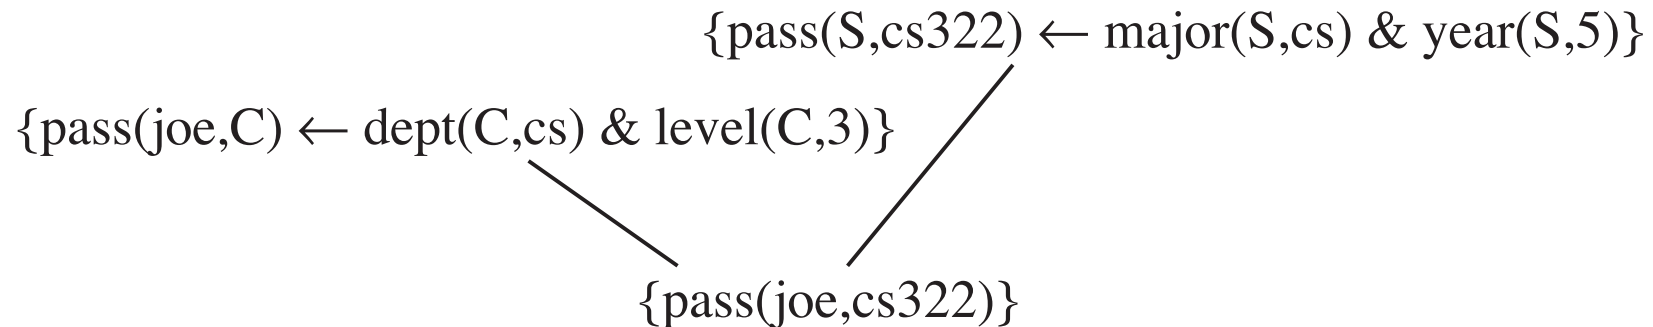 {pass(S,cs322) ← major(S,cs) & year(S,5)}
{pass(joe,C) ← dept(C,cs) & level(C,3)}
{pass(joe,cs322)}